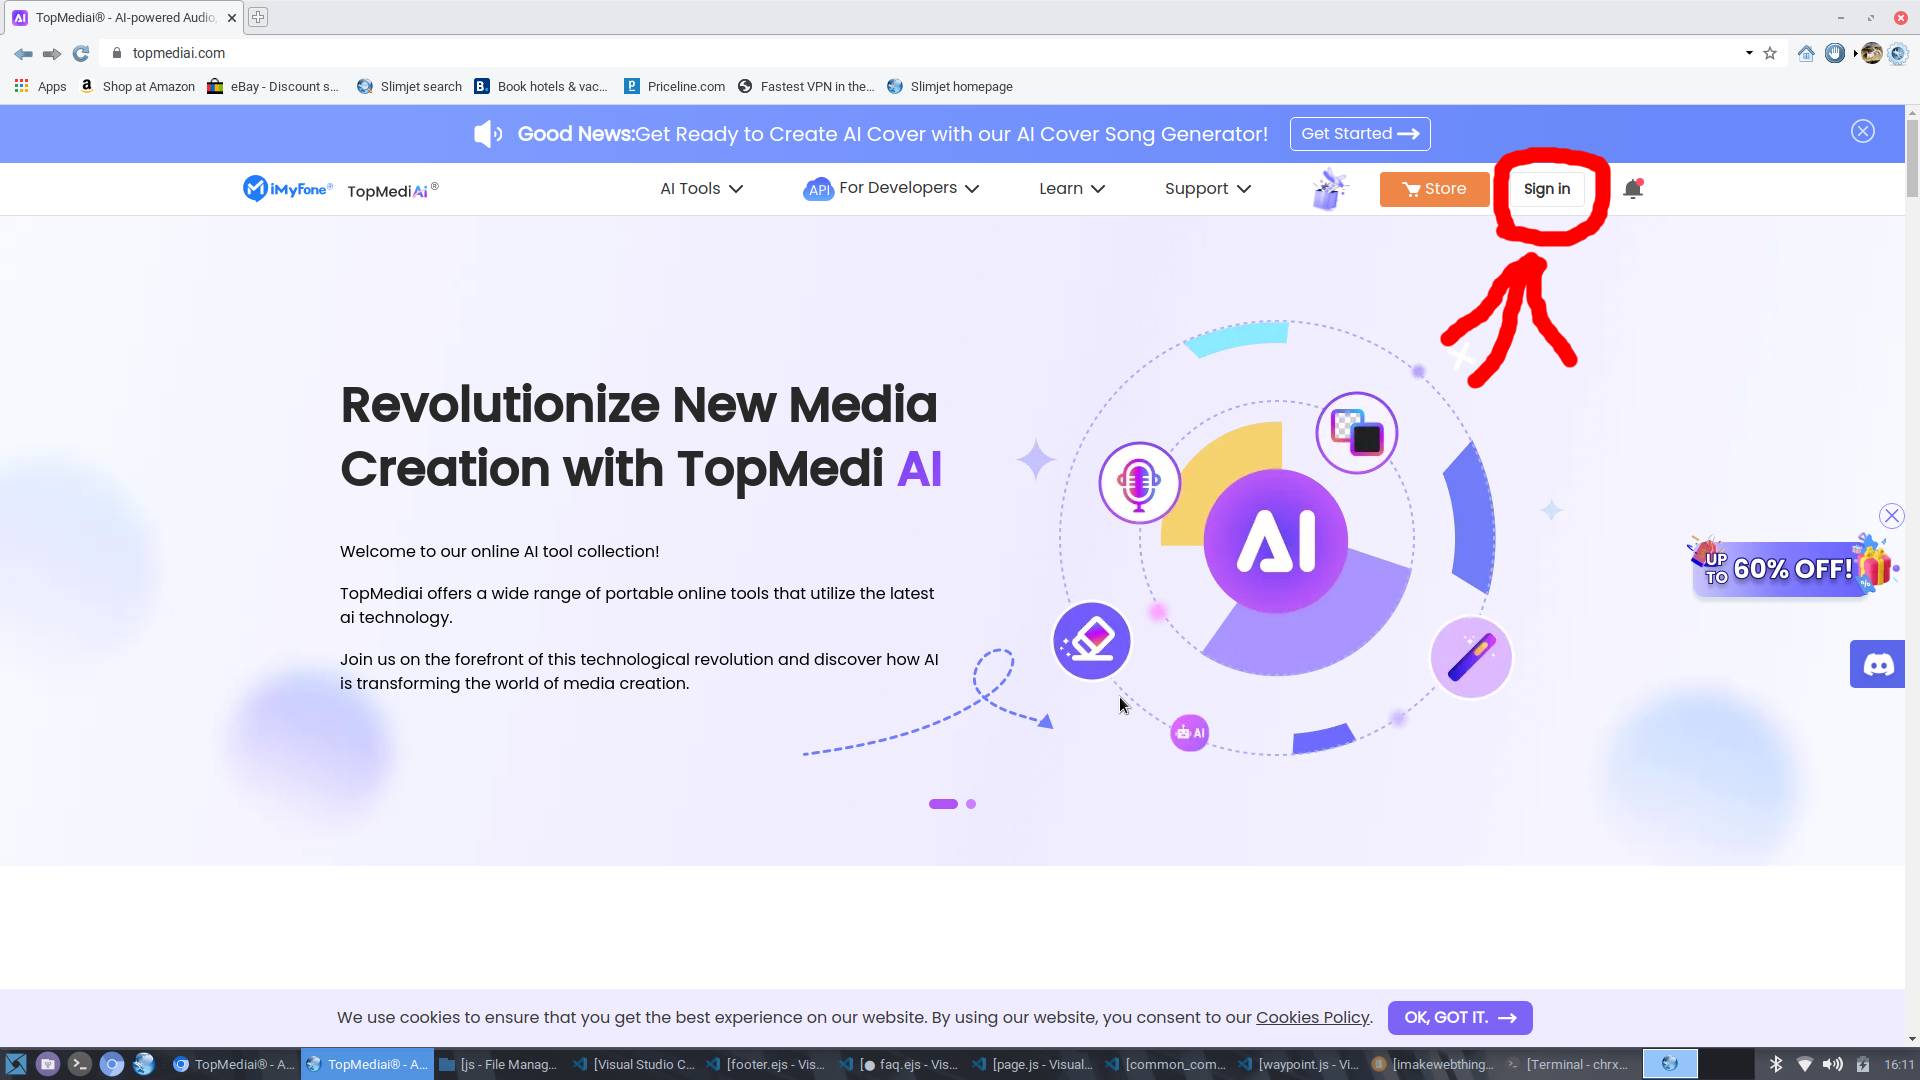 TopMediai® - AI-powered Audio,
topmediai.com
Apps
Shop at Amazon
eBay - Discount s...
Slimjet search
Book hotels & vac...
Priceline.com
Fastest VPN in the...
Slimjet homepage
Good News:Get Ready to Create AI Cover with our AI Cover Song Generator!
Get Started
iMyFone®
TopMediAi®
AI Tools
API For Developers
Learn
Support
Store
Sign in
Revolutionize New Media
Creation with TopMedi AI
Welcome to our online AI tool collection!
TopMediai offers a wide range of portable online tools that utilize the latest
ai technology.
Join us on the forefront of this technological revolution and discover how AI
is transforming the world of media creation.
AI
AI
UP TO 60% OFF!
We use cookies to ensure that you get the best experience on our website. By using our website, you consent to our Cookies Policy.
OK, GOT IT.
TopMediai® - A...
TopMediai® - A...
[js - File Manag...
[Visual Studio C...
[footer.ejs - Vis...
[● faq.ejs - Vis...
[page.js - Visual...
[common_com...
[waypoint.js - Vi...
[imakewebthing...
[Terminal - chrx...
16:11